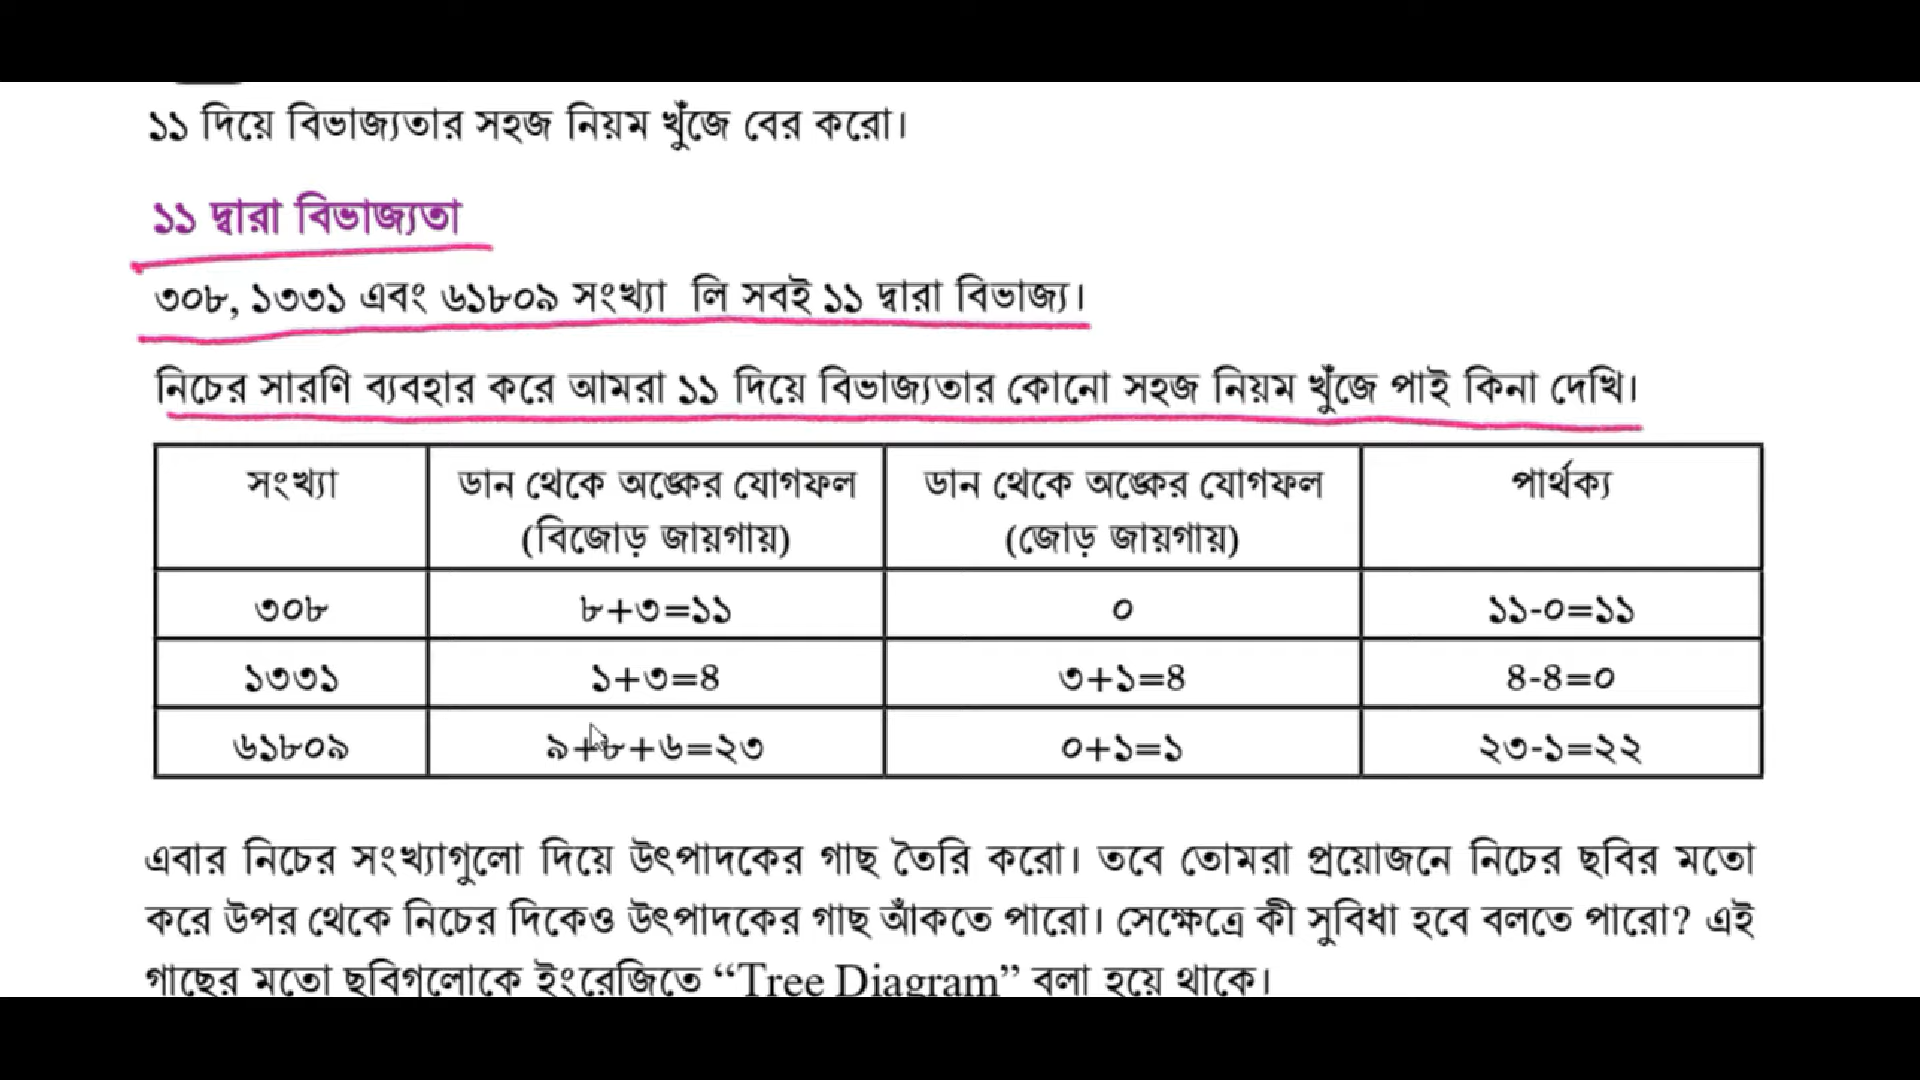 ১১ দিয়ে বিভাজ্যতার সহজ নিয়ম খুঁজে বের করো।
১১ দ্বারা বিভাজ্যতা
৩০৮, ১৩৩১ এবং ৬১৮০৯ সংখ্যা লি সবই ১১ দ্বারা বিভাজ্য।
নিচের সারণি ব্যবহার করে আমরা ১১ দিয়ে বিভাজ্যতার কোনো সহজ নিয়ম খুঁজে পাই কিনা দেখি।
সংখ্যা ডান থেকে অঙ্কের যোগফল ডান থেকে অঙ্কের যোগফল পার্থক্য
(বিজোড় জায়গায়) (জোড় জায়গায়)
৩০৮ ৮+৩=১১ ০ ১১-০=১১
১৩৩১ ১+৩=৪ ৩+১=৪ ৪-৪=০
৬১৮০৯ ৯+৮+৬=২৩ ০+১=১ ২৩-১=২২
এবার নিচের সংখ্যাগুলো দিয়ে উৎপাদকের গাছ তৈরি করো। তবে তোমরা প্রয়োজনে নিচের ছবির মতো
করে উপর থেকে নিচের দিকেও উৎপাদকের গাছ আঁকতে পারো। সেক্ষেত্রে কী সুবিধা হবে বলতে পারো? এই
গাছের মতো ছবিগুলোকে ইংরেজিতে “Tree Diagram” বলা হয়ে থাকে।